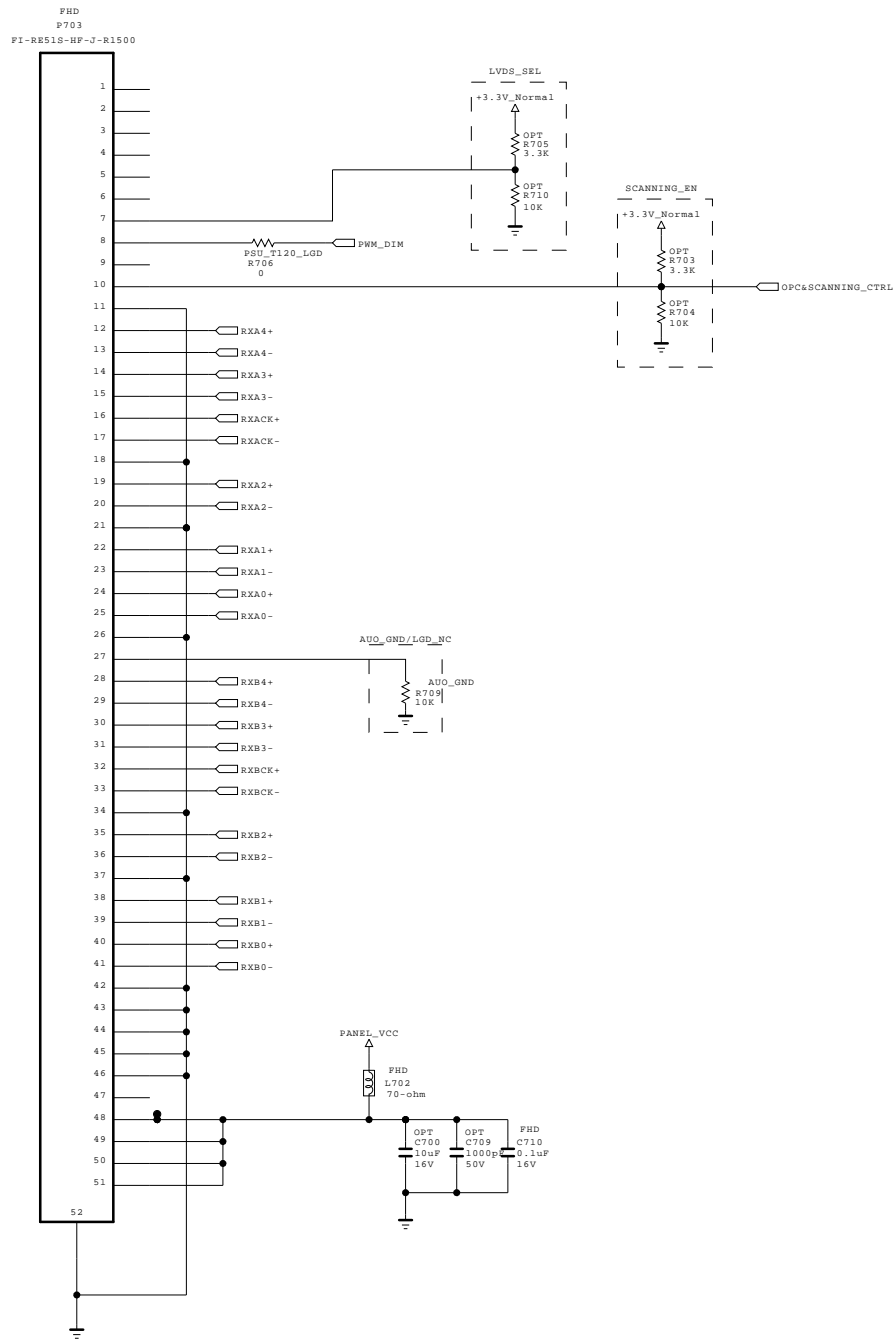 FHD
P703
FI-RE51S-HF-J-R1500
1
2
3
4
5
6
7
8
9
10
11
12
13
14
15
16
17
18
19
20
21
22
23
24
25
26
27
28
29
30
31
32
33
34
35
36
37
38
39
40
41
42
43
44
45
46
47
48
49
50
51
52
LVDS_SEL
+3.3V_Normal
OPT
R705
3.3K
OPT
R710
10K
PSU_T120_LGD
R706
0
PWM_DIM
SCANNING_EN
+3.3V_Normal
OPT
R703
3.3K
OPT
R704
10K
OPC&SCANNING_CTRL
RXA4+
RXA4-
RXA3+
RXA3-
RXACK+
RXACK-
RXA2+
RXA2-
RXA1+
RXA1-
RXA0+
RXA0-
AUO_GND/LGD_NC
AUO_GND
R709
10K
RXB4+
RXB4-
RXB3+
RXB3-
RXBCK+
RXBCK-
RXB2+
RXB2-
RXB1+
RXB1-
RXB0+
RXB0-
PANEL_VCC
FHD
L702
70-ohm
OPT
C700
10uF
16V
OPT
C709
1000pF
50V
FHD
C710
0.1uF
16V